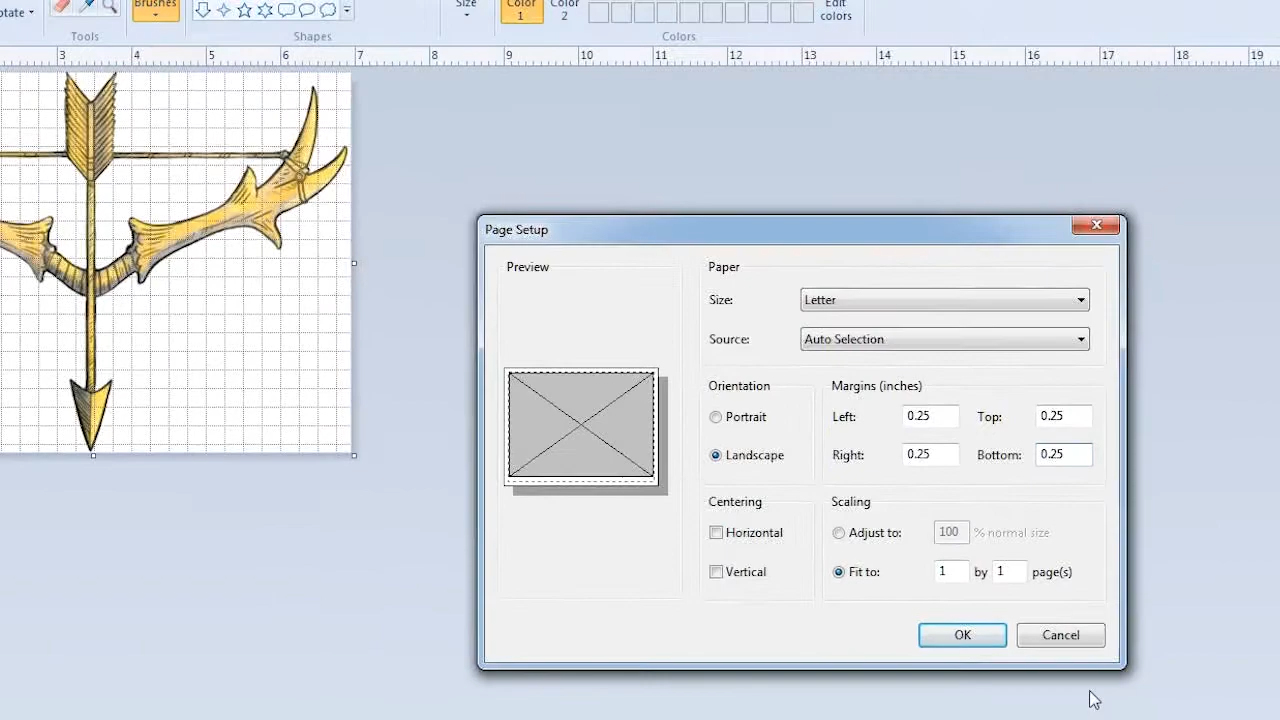 otate
Brushes
Size
Color
1
Color
2
Edit
colors
Tools
Shapes
Colors
3 4 5 6 7 8 9 10 11 12 13 14 15 16 17 18 19
Page Setup
Preview
Paper
Size: Letter
Source: Auto Selection
Orientation
Portrait
Landscape
Margins (inches)
Left: 0.25 Top: 0.25
Right: 0.25 Bottom: 0.25
Centering
Horizontal
Vertical
Scaling
Adjust to: 100 % normal size
Fit to: 1 by 1 page(s)
OK Cancel